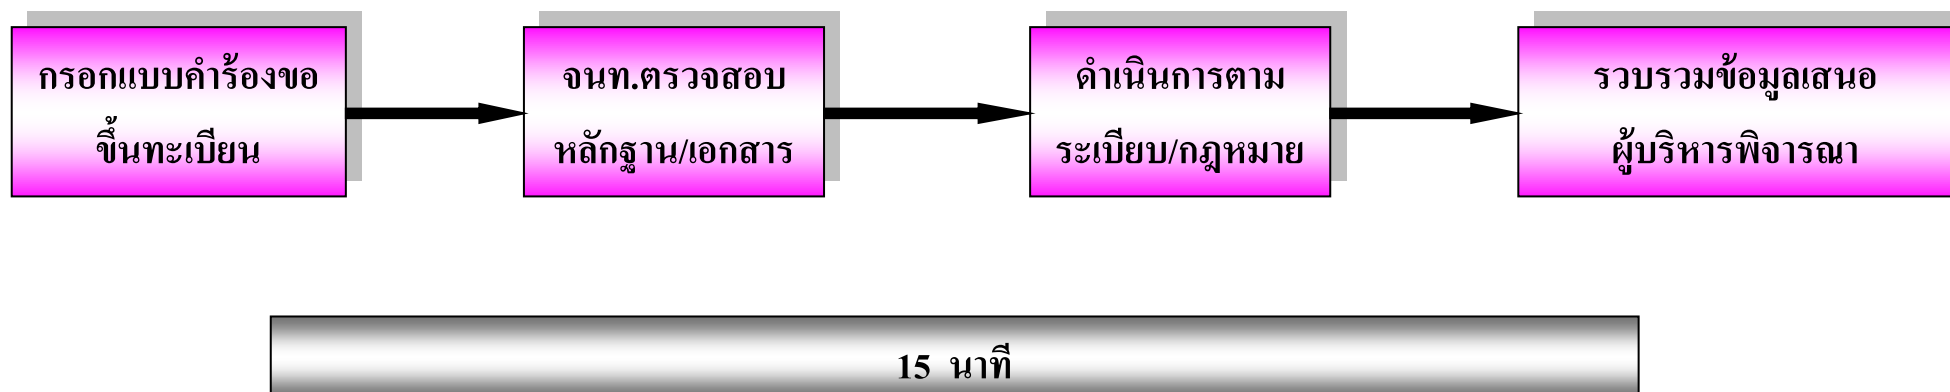 กรอกแบบคำร้องขอ
ขึ้นทะเบียน
จนท.ตรวจสอบ
หลักฐาน/เอกสาร
ดำเนินการตาม
ระเบียบ/กฎหมาย
รวบรวมข้อมูลเสนอ
ผู้บริหารพิจารณา
15 นาที